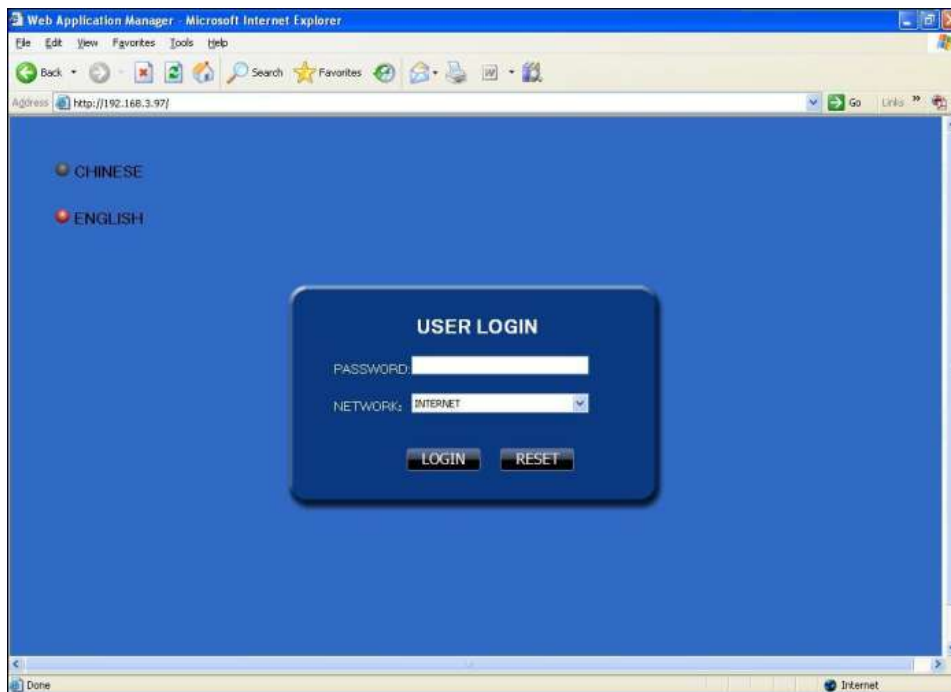 Web Application Manager - Microsoft Internet Explorer
File Edit View Favorites Tools Help
Back Search Favorites
Address http://192.168.3.97/ Go Links »
CHINESE
ENGLISH
USER LOGIN
PASSWORD:
NETWORK: INTERNET
LOGIN RESET
Done Internet